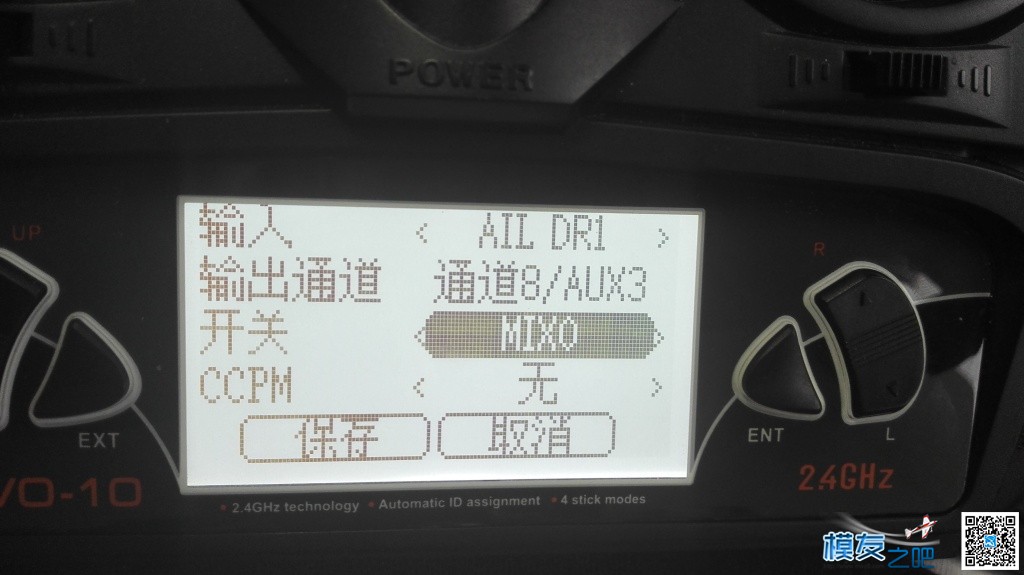 POWER
UP
R
输入 < AIL DR1 >
输出通道 通道8/AUX3
开关 < MIX0 >
CCPM < 无 >
保存 取消
EXT
ENT
L
VO-10
2.4GHz
• 2.4GHz technology • Automatic ID assignment • 4 stick modes
模友之吧